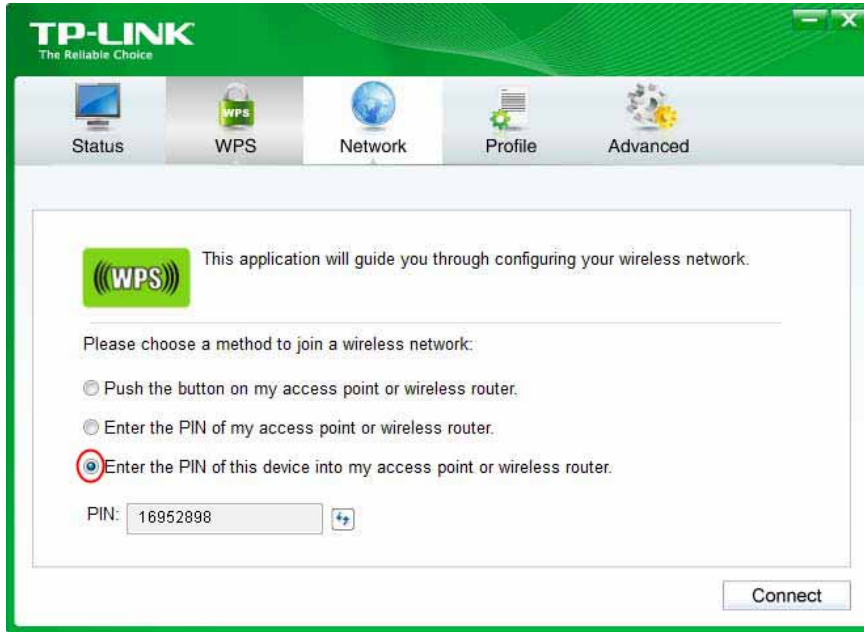 TP-LINK
The Reliable Choice
Status
WPS
WPS
Network
Profile
Advanced
WPS
This application will guide you through configuring your wireless network.
Please choose a method to join a wireless network:
Push the button on my access point or wireless router.
Enter the PIN of my access point or wireless router.
Enter the PIN of this device into my access point or wireless router.
PIN: 16952898
Connect